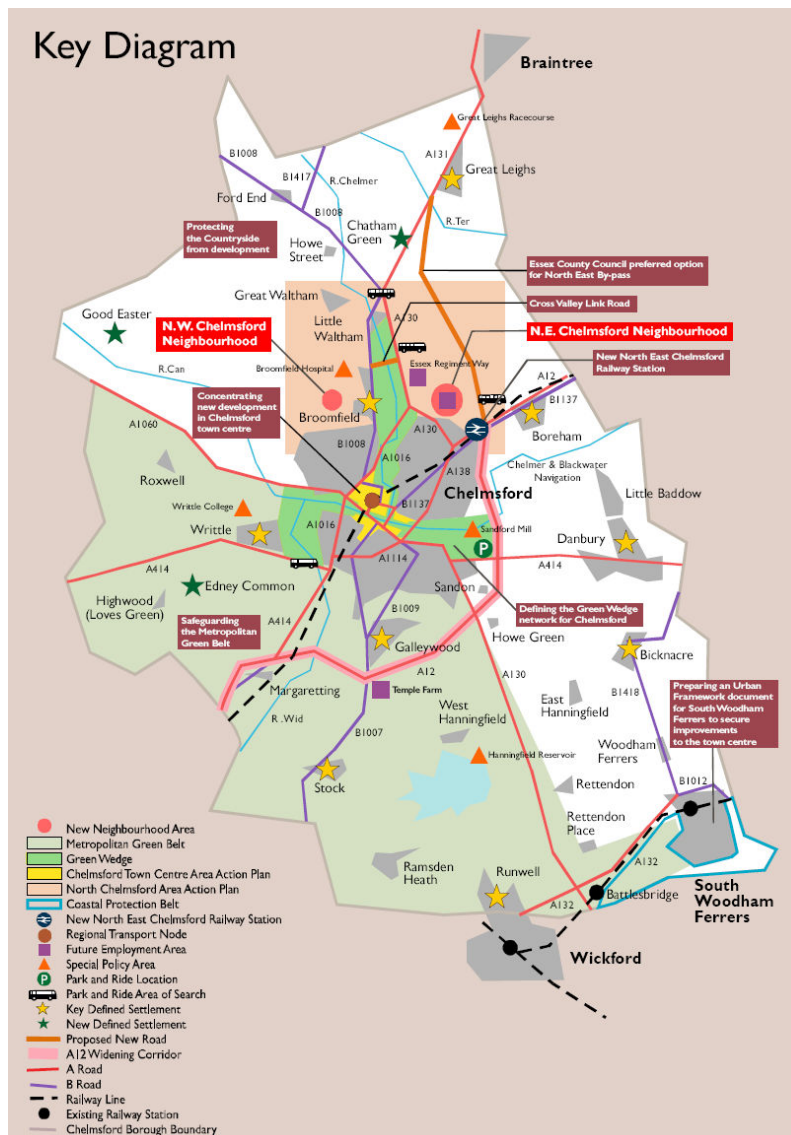 Key Diagram
Braintree
Great Leighs Racecourse
A131
Great Leighs
B1008
B1417
R.Chelmer
Ford End
B1008
R.Ter
Chatham
Green
Protecting
the Countryside
from development
Howe
Street
Essex County Council preferred option
for North East By-pass
Great Waltham
Cross Valley Link Road
Good Easter
Little
Waltham
A130
N.W. Chelmsford
Neighbourhood
N.E. Chelmsford Neighbourhood
Essex Regiment Way
New North East Chelmsford
Railway Station
R.Can
Broomfield Hospital
A12
B1137
Concentrating
new development
in Chelmsford
town centre
Broomfield
A130
Boreham
A1060
B1008
A1016
A138
Chelmer & Blackwater
Navigation
Roxwell
Chelmsford
Little Baddow
Writtle College
B1137
A1016
Sandford Mill
Writtle
Danbury
P
A1114
A414
A414
Edney Common
Sandon
Highwood
(Loves Green)
B1009
Defining the Green Wedge
network for Chelmsford
Safeguarding
the Metropolitan
Green Belt
A414
Howe Green
Galleywood
Bicknacre
A12
A130
Margaretting
Temple Farm
Preparing an Urban
Framework document
for South Woodham
Ferrers to secure
improvements
to the town centre
East
Hanningfield
B1418
West
Hanningfield
R.Wid
B1007
Woodham
Ferrers
Hanningfield Reservoir
Stock
Rettendon
B1012
Rettendon
Place
A132
Ramsden
Heath
Runwell
Battlesbridge
South
Woodham
Ferrers
A132
Wickford
New Neighbourhood Area
Metropolitan Green Belt
Green Wedge
Chelmsford Town Centre Area Action Plan
North Chelmsford Area Action Plan
Coastal Protection Belt
New North East Chelmsford Railway Station
Regional Transport Node
Future Employment Area
Special Policy Area
P Park and Ride Location
Park and Ride Area of Search
Key Defined Settlement
New Defined Settlement
Proposed New Road
A12 Widening Corridor
A Road
B Road
Railway Line
Existing Railway Station
Chelmsford Borough Boundary